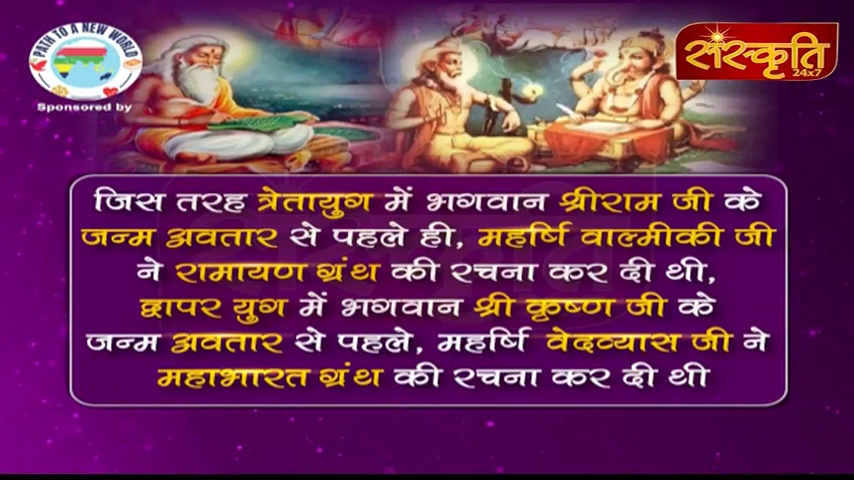 PATH TO A NEW WORLD
Sponsored by
संस्कृति
24x7
जिस तरह त्रेतायुग में भगवान श्रीराम जी के
जन्म अवतार से पहले ही, महर्षि वाल्मीकी जी
ने रामायण ग्रंथ की रचना कर दी थी,
द्वापर युग में भगवान श्री कृष्ण जी के
जन्म अवतार से पहले, महर्षि वेदव्यास जी ने
महाभारत ग्रंथ की रचना कर दी थी